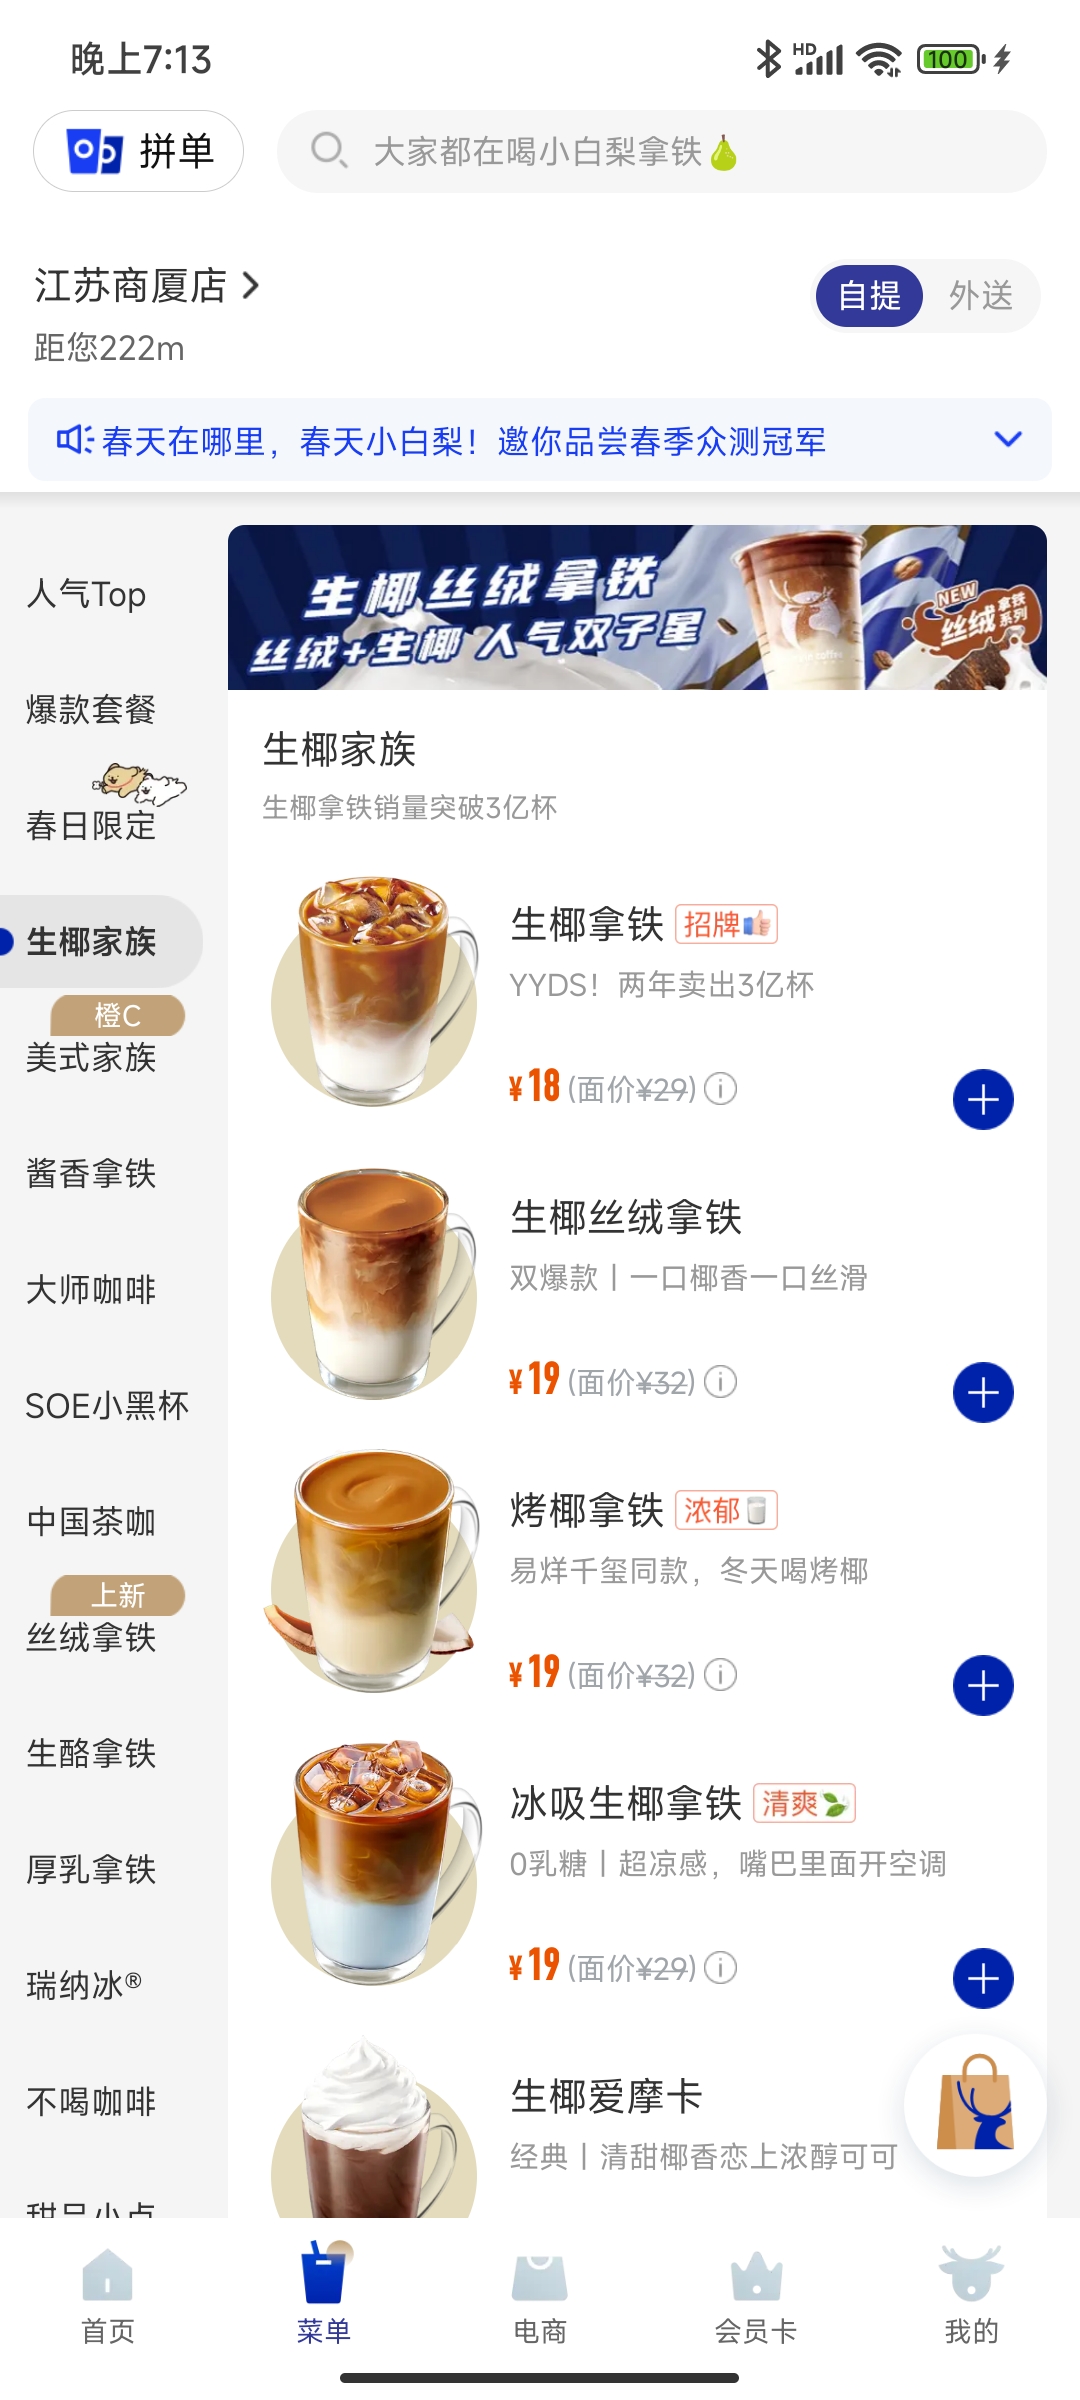 晚上7:13
HD
100
拼单
大家都在喝小白梨拿铁🍐
江苏商厦店
自提
外送
距您222m
春天在哪里，春天小白梨！邀你品尝春季众测冠军
生椰丝绒拿铁
丝绒+生椰 人气双子星
NEW
丝绒拿铁系列
人气Top
爆款套餐
春日限定
生椰家族
橙C
美式家族
酱香拿铁
大师咖啡
SOE小黑杯
中国茶咖
上新
丝绒拿铁
生酪拿铁
厚乳拿铁
瑞纳冰®
不喝咖啡
甜品小点
生椰家族
生椰拿铁销量突破3亿杯
生椰拿铁 招牌👍
YYDS！两年卖出3亿杯
¥18 (面价¥29)
生椰丝绒拿铁
双爆款丨一口椰香一口丝滑
¥19 (面价¥32)
烤椰拿铁 浓郁🥛
易烊千玺同款，冬天喝烤椰
¥19 (面价¥32)
冰吸生椰拿铁 清爽🍃
0乳糖丨超凉感，嘴巴里面开空调
¥19 (面价¥29)
生椰爱摩卡
经典丨清甜椰香恋上浓醇可可
首页
菜单
电商
会员卡
我的